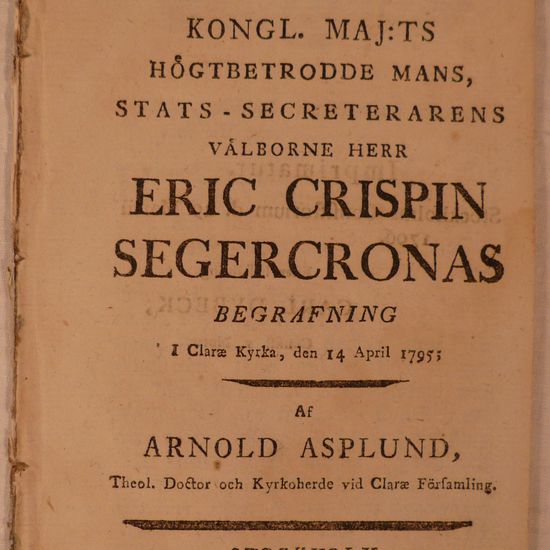 KONGL. MAJ:TS
HÖGTBETRODDE MANS,
STATS - SECRETERARENS
VÄLBORNE HERR
ERIC CRISPIN
SEGERCRONAS
BEGRAFNING
I Claræ Kyrka, den 14 April 1795;
Af
ARNOLD ASPLUND,
Theol. Doctor och Kyrkoherde vid Claræ Församling.